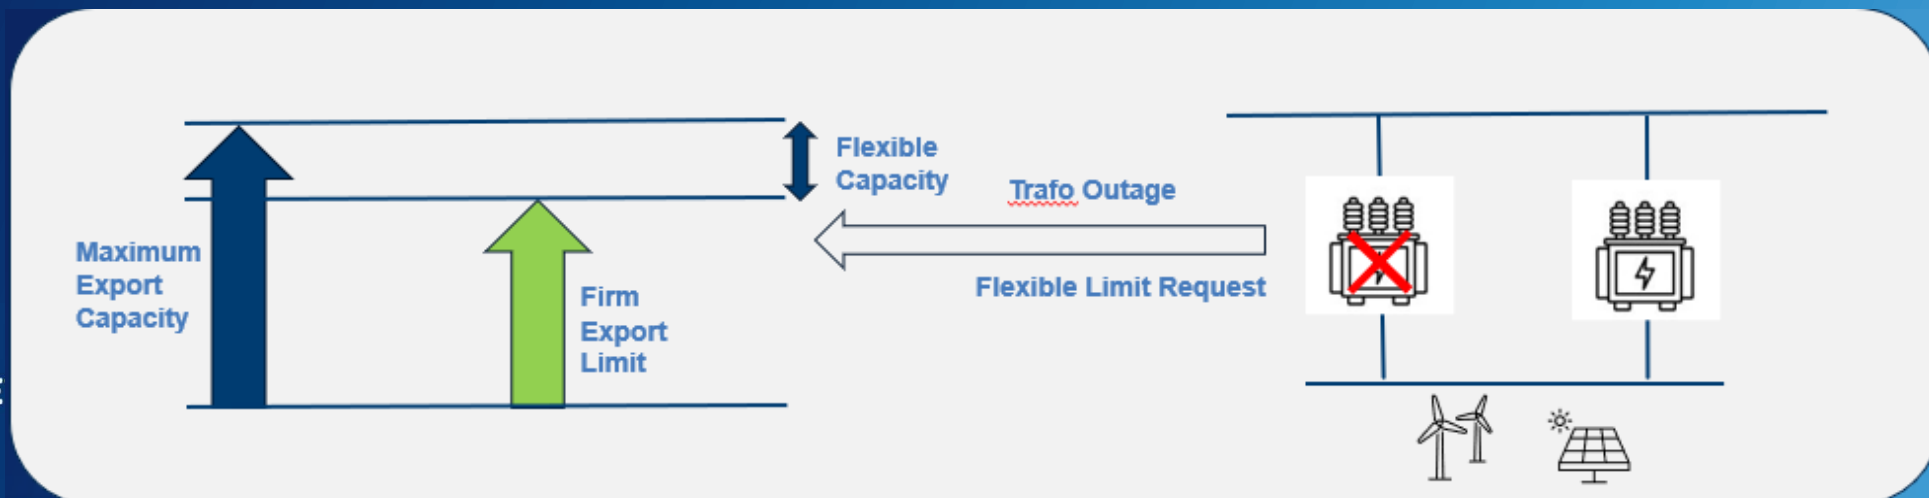 Maximum
Export
Capacity
Firm
Export
Limit
Flexible
Capacity
Trafo Outage
Flexible Limit Request